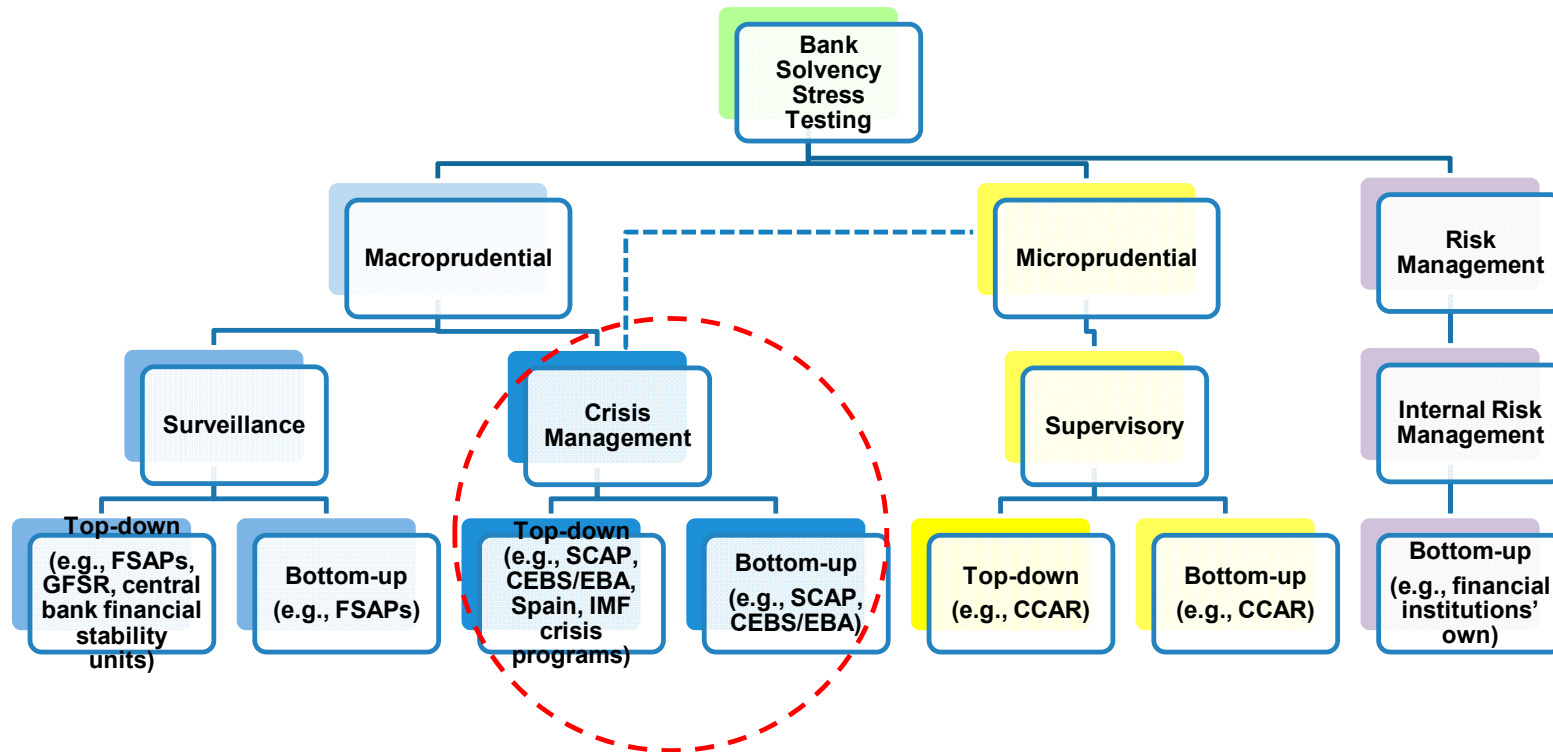 Bank
Solvency
Stress
Testing
Macroprudential
Microprudential
Risk
Management
Surveillance
Crisis
Management
Supervisory
Internal Risk
Management
Top-down
(e.g., FSAPs,
GFSR, central
bank financial
stability
units)
Bottom-up
(e.g., FSAPs)
Top-down
(e.g., SCAP,
CEBS/EBA,
Spain, IMF
crisis
programs)
Bottom-up
(e.g., SCAP,
CEBS/EBA)
Top-down
(e.g., CCAR)
Bottom-up
(e.g., CCAR)
Bottom-up
(e.g., financial
institutions’
own)